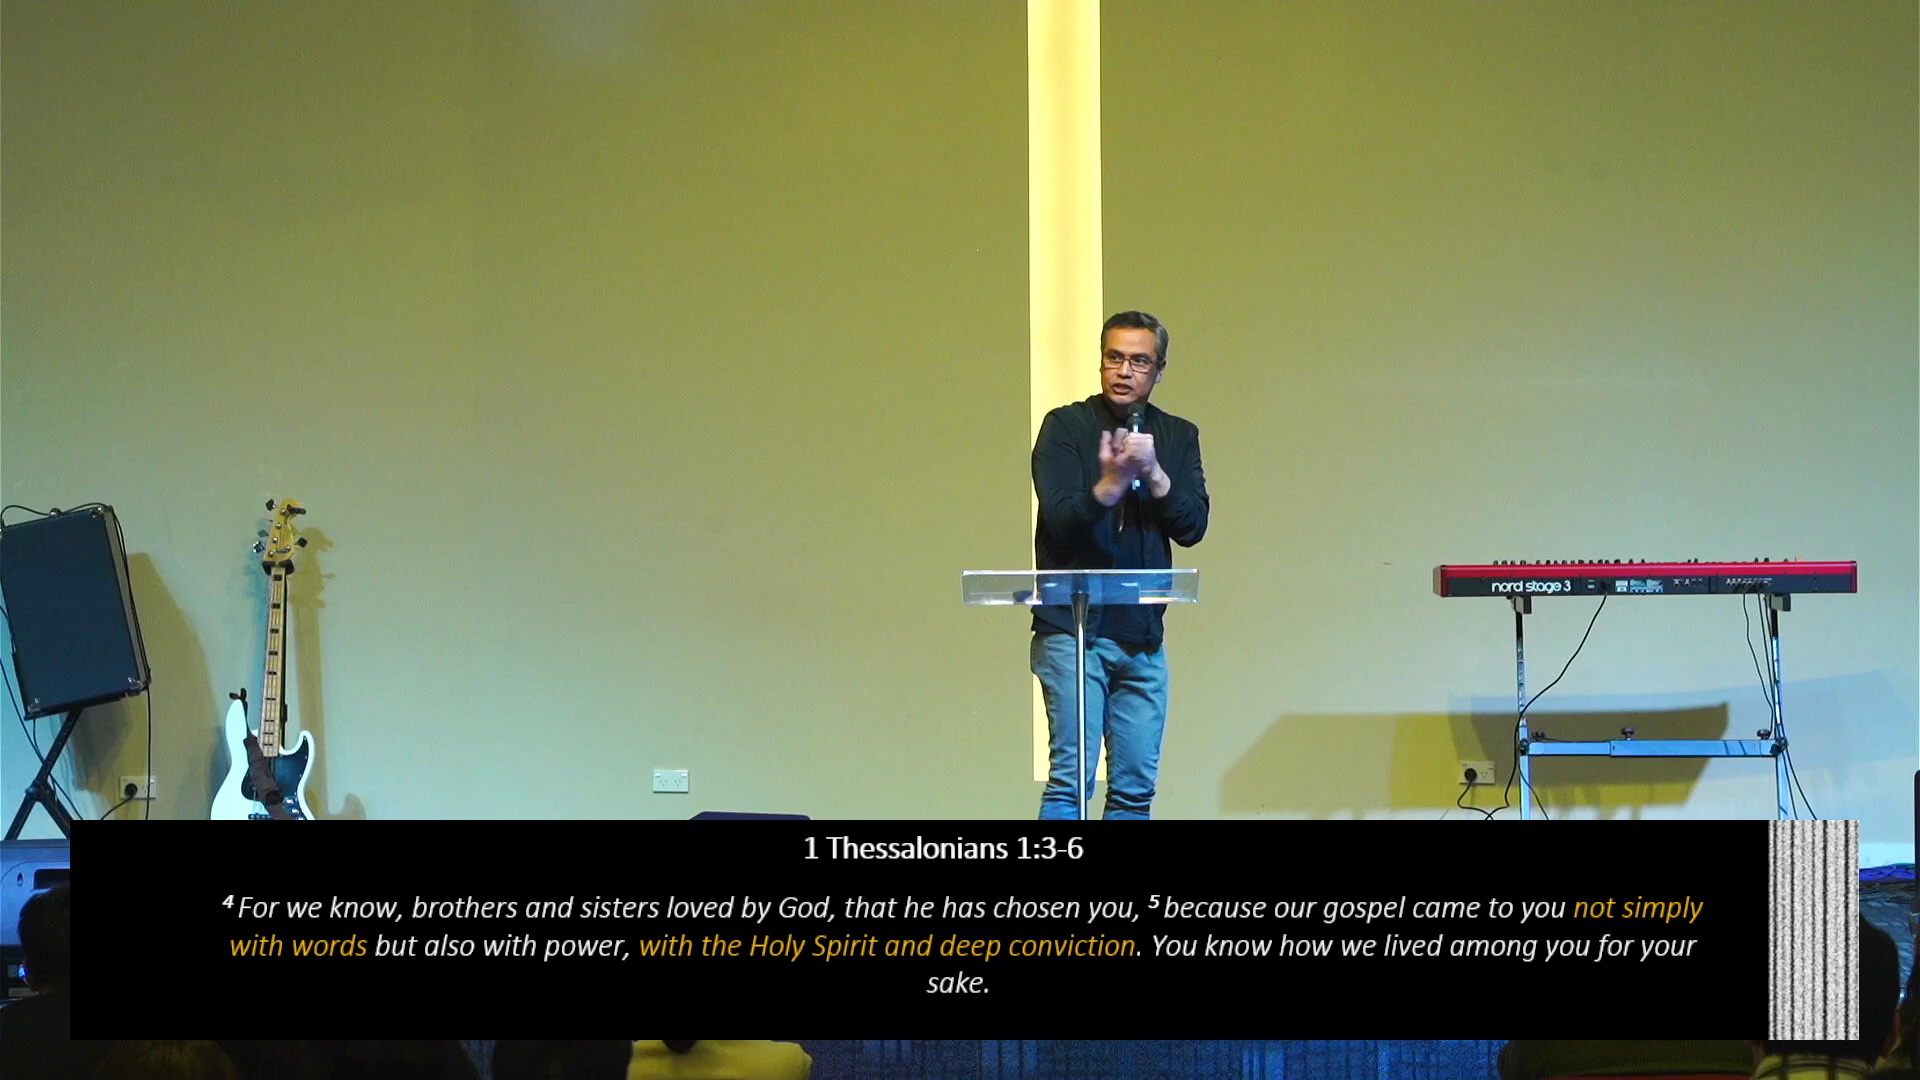 nord stage 3
1 Thessalonians 1:3-6
⁴ For we know, brothers and sisters loved by God, that he has chosen you, ⁵ because our gospel came to you not simply
with words but also with power, with the Holy Spirit and deep conviction. You know how we lived among you for your
sake.